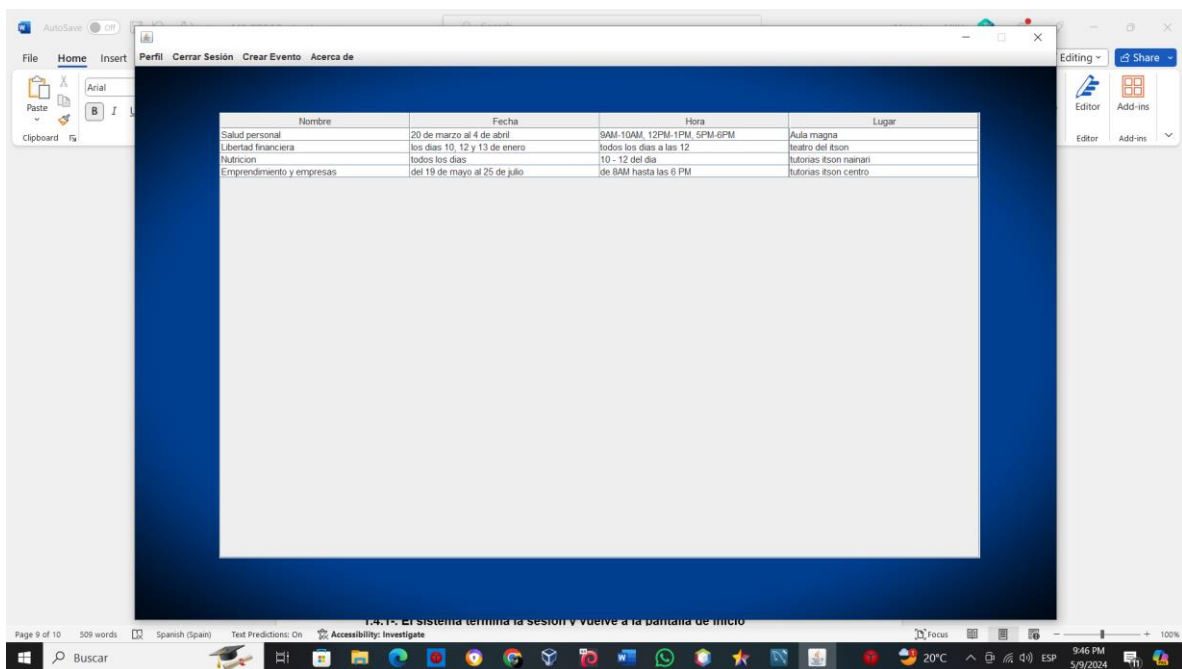 AutoSave Off
File Home Insert
Perfil Cerrar Sesión Crear Evento Acerca de
Editing Share
Arial
Paste
B I U
Editor Add-ins
Clipboard
Editor Add-ins
Nombre Fecha Hora Lugar
Salud personal 20 de marzo al 4 de abril 9AM-10AM, 12PM-1PM, 5PM-6PM Aula magna
Libertad financiera los dias 10, 12 y 13 de enero todos los dias a las 12 teatro del itson
Nutricion todos los dias 10 - 12 del dia tutorias itson nainari
Emprendimiento y empresas del 19 de mayo al 25 de julio de 8AM hasta las 6 PM tutorias itson centro
1.4.1-. El sistema termina la sesión y vuelve a la pantalla de inicio
Page 9 of 10 509 words Spanish (Spain) Text Predictions: On Accessibility: Investigate Focus 100%
Buscar 20°C ESP 9:46 PM
5/9/2024